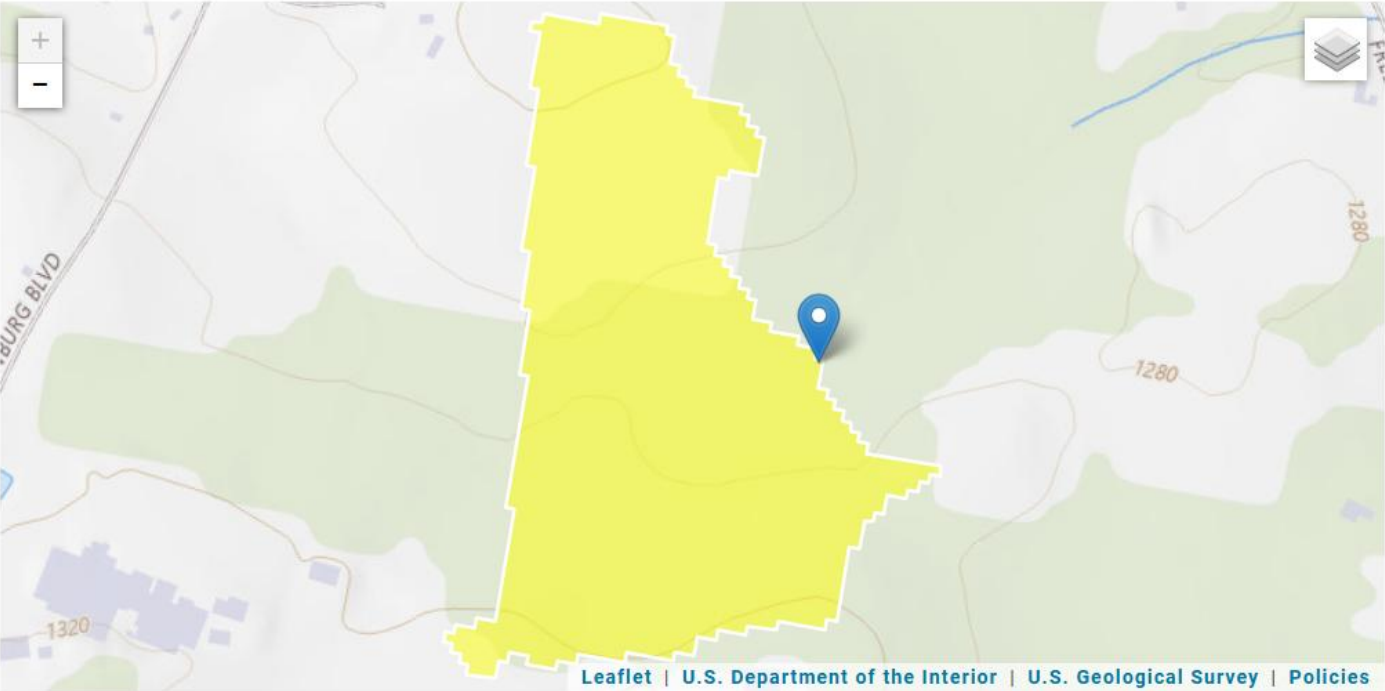 +
-
BURG BLVD
1280
1280
1320
Leaflet | U.S. Department of the Interior | U.S. Geological Survey | Policies